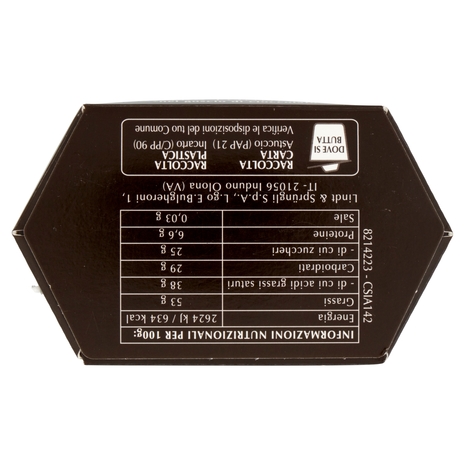 INFORMAZIONI NUTRIZIONALI PER 100g:
Energia 2624 kJ / 634 kcal
Grassi 53 g
- di cui acidi grassi saturi 38 g
Carboidrati 29 g
- di cui zuccheri 25 g
Proteine 6,6 g
Sale 0,03 g
8214223 - CSIA142
Lindt & Sprüngli S.p.A., L.go E.Bulgheroni 1,
IT- 21056 Induno Olona (VA)
DOVE SI
BUTTA
RACCOLTA RACCOLTA
CARTA PLASTICA
Astuccio (PAP 21) Incarto (C/PP 90)
Verifica le disposizioni del tuo Comune